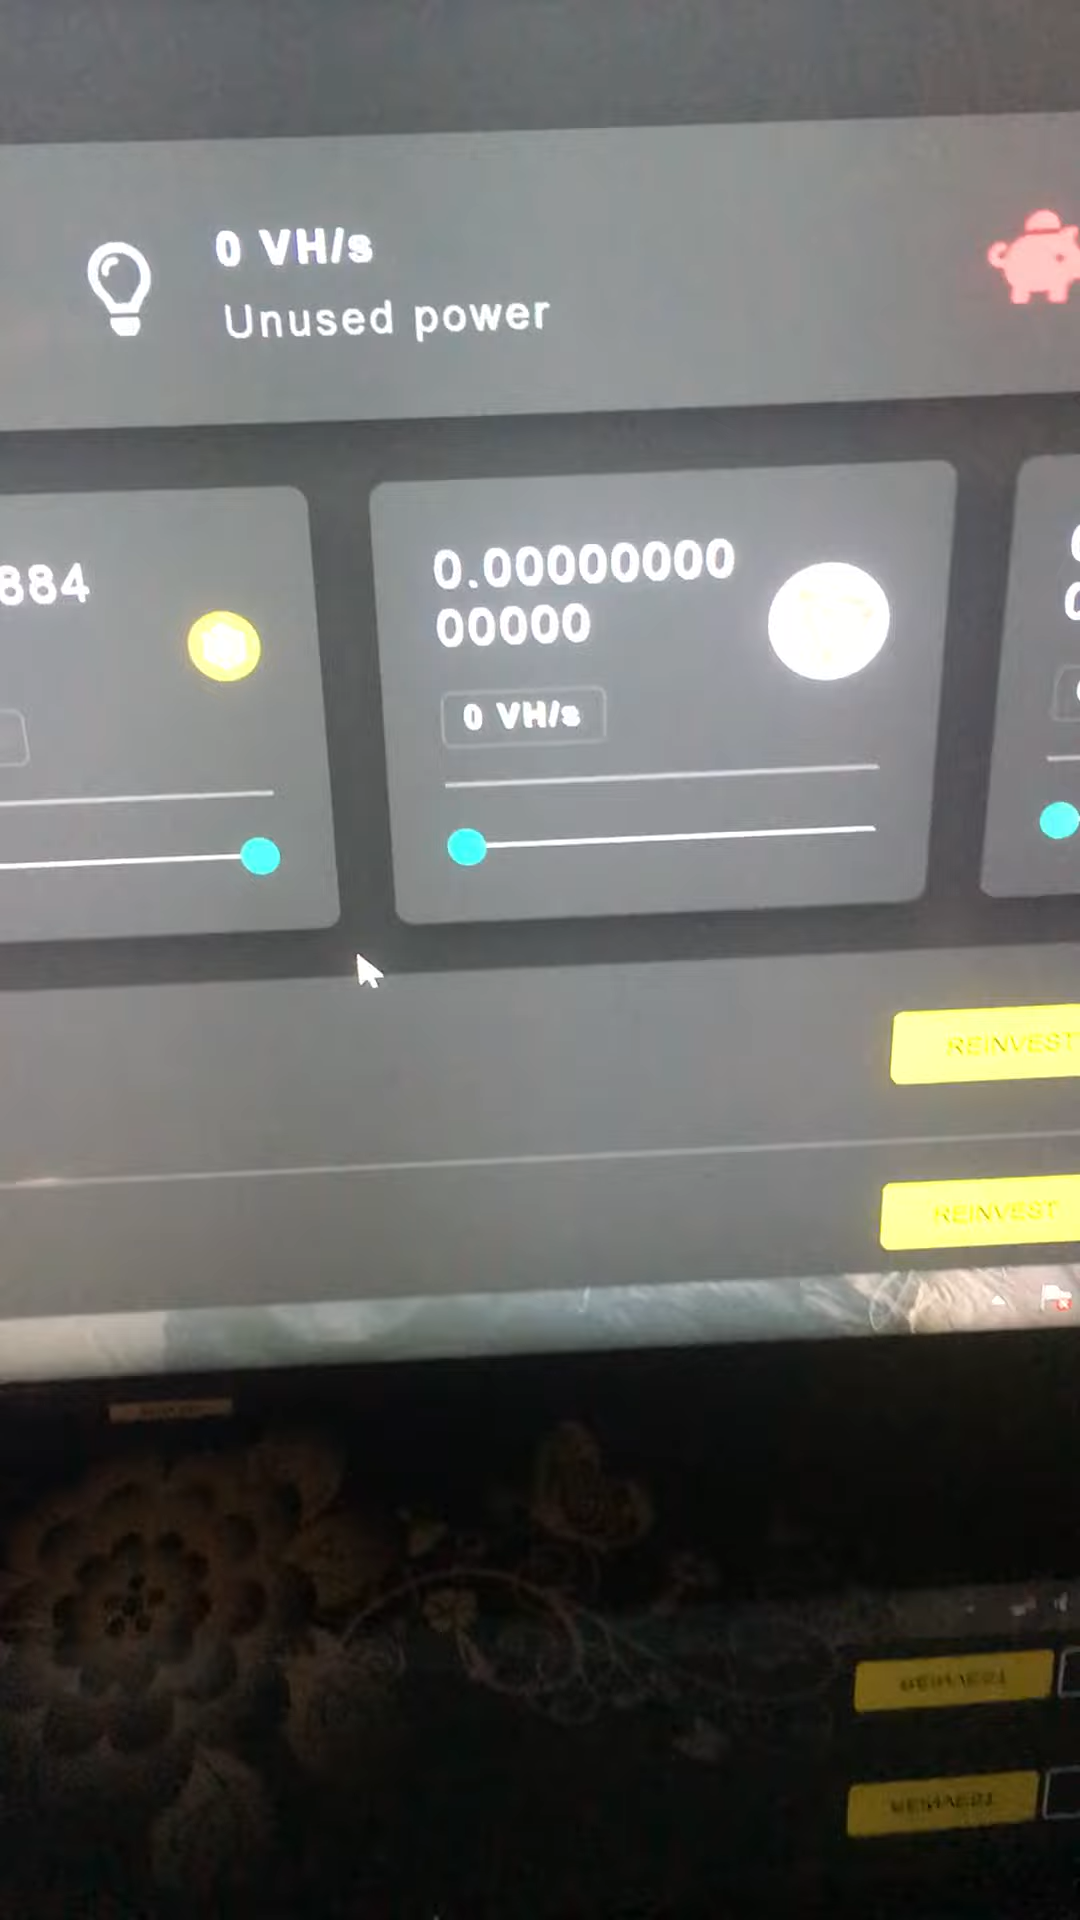 0 VH/s
Unused power
884
0.00000000
00000
0 VH/s
REINVEST
REINVEST